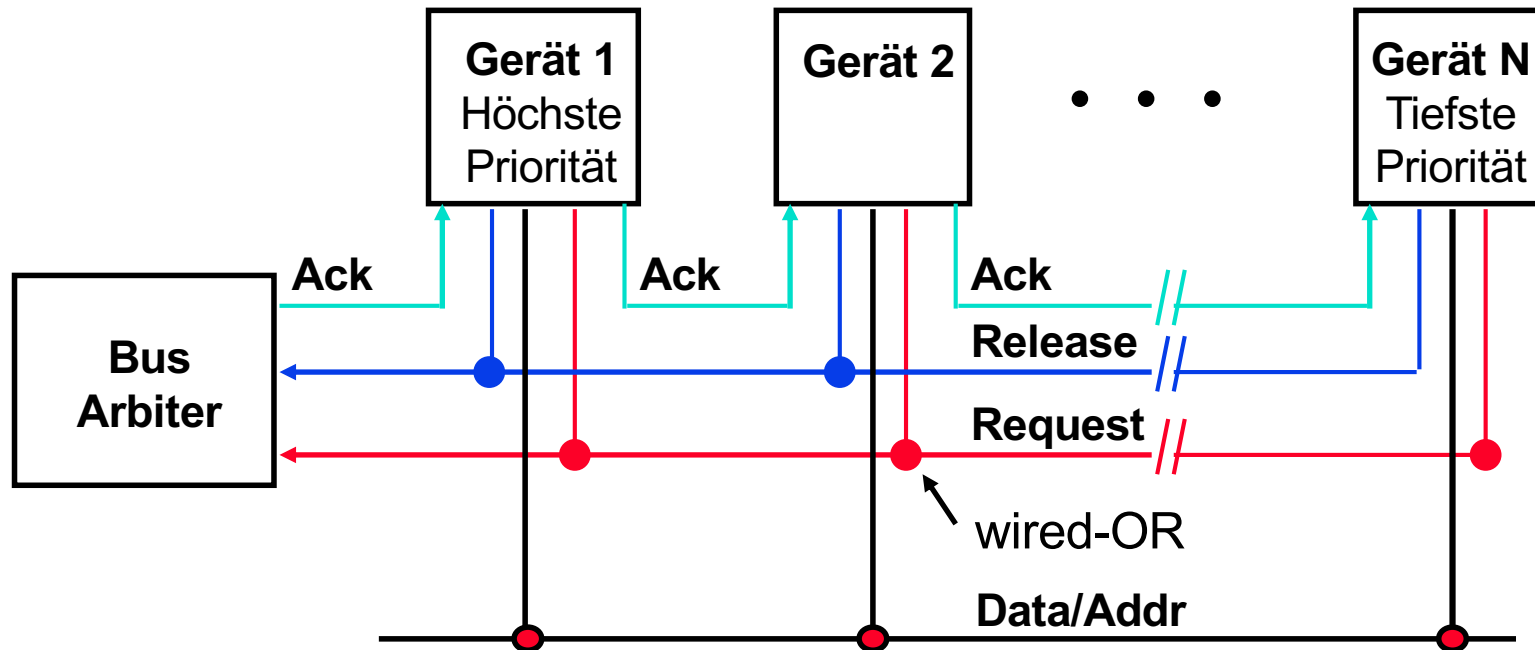 Gerät 1
Höchste
Priorität
Gerät 2
Gerät N
Tiefste
Priorität
Bus
Arbiter
Ack
Ack
Ack
Release
Request
wired-OR
Data/Addr